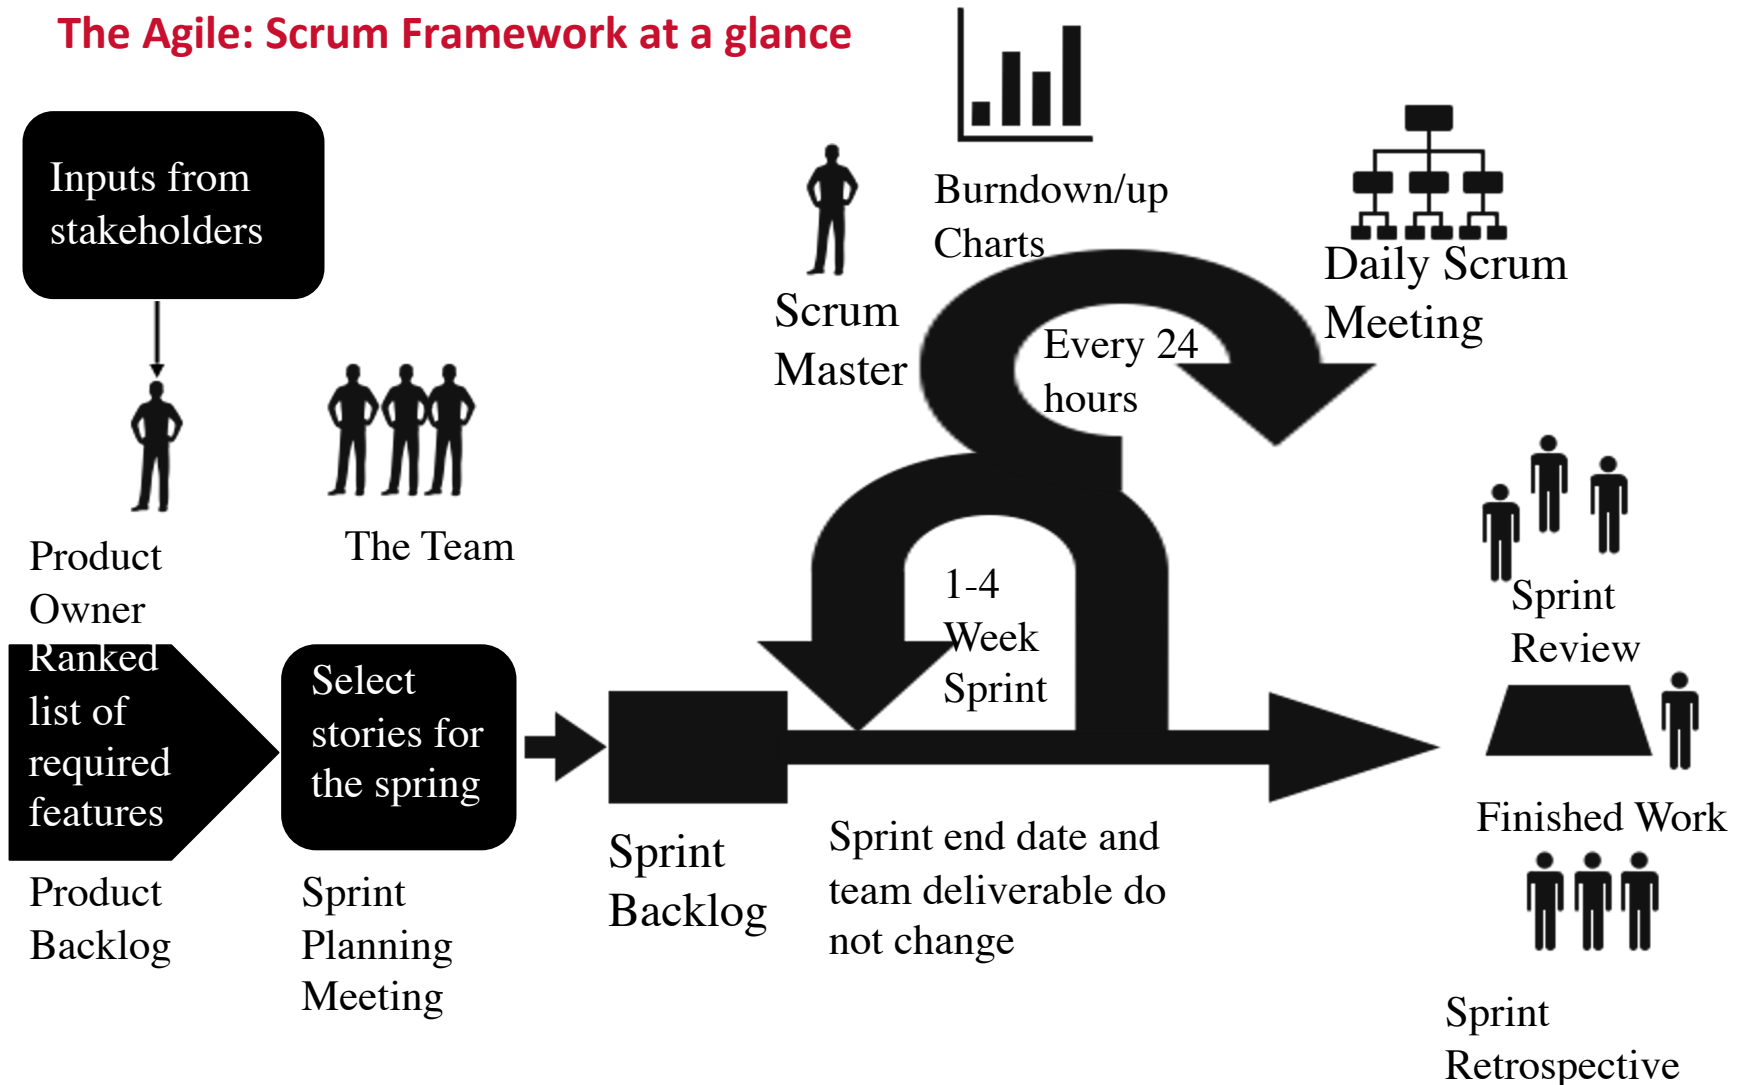 The Agile: Scrum Framework at a glance
Inputs from
stakeholders
Burndown/up
Charts
Daily Scrum
Meeting
Scrum
Master
Every 24
hours
Product
Owner
The Team
1-4
Week
Sprint
Sprint
Review
Ranked
list of
required
features
Select
stories for
the spring
Finished Work
Product
Backlog
Sprint
Planning
Meeting
Sprint
Backlog
Sprint end date and
team deliverable do
not change
Sprint
Retrospective